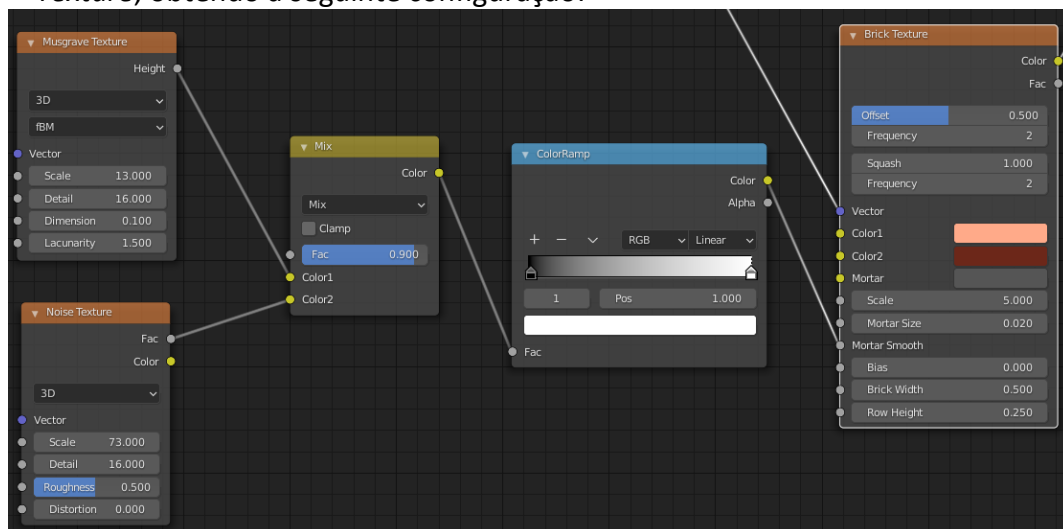 Texture, obtendo a seguinte configuração:
Musgrave Texture
Height
3D
fBM
Vector
Scale 13.000
Detail 16.000
Dimension 0.100
Lacunarity 1.500
Noise Texture
Fac
Color
3D
Vector
Scale 73.000
Detail 16.000
Roughness 0.500
Distortion 0.000
Mix
Color
Mix
Clamp
Fac 0.900
Color1
Color2
ColorRamp
Color
Alpha
RGB Linear
1 Pos 1.000
Fac
Brick Texture
Color
Fac
Offset 0.500
Frequency 2
Squash 1.000
Frequency 2
Vector
Color1
Color2
Mortar
Scale 5.000
Mortar Size 0.020
Mortar Smooth
Bias 0.000
Brick Width 0.500
Row Height 0.250